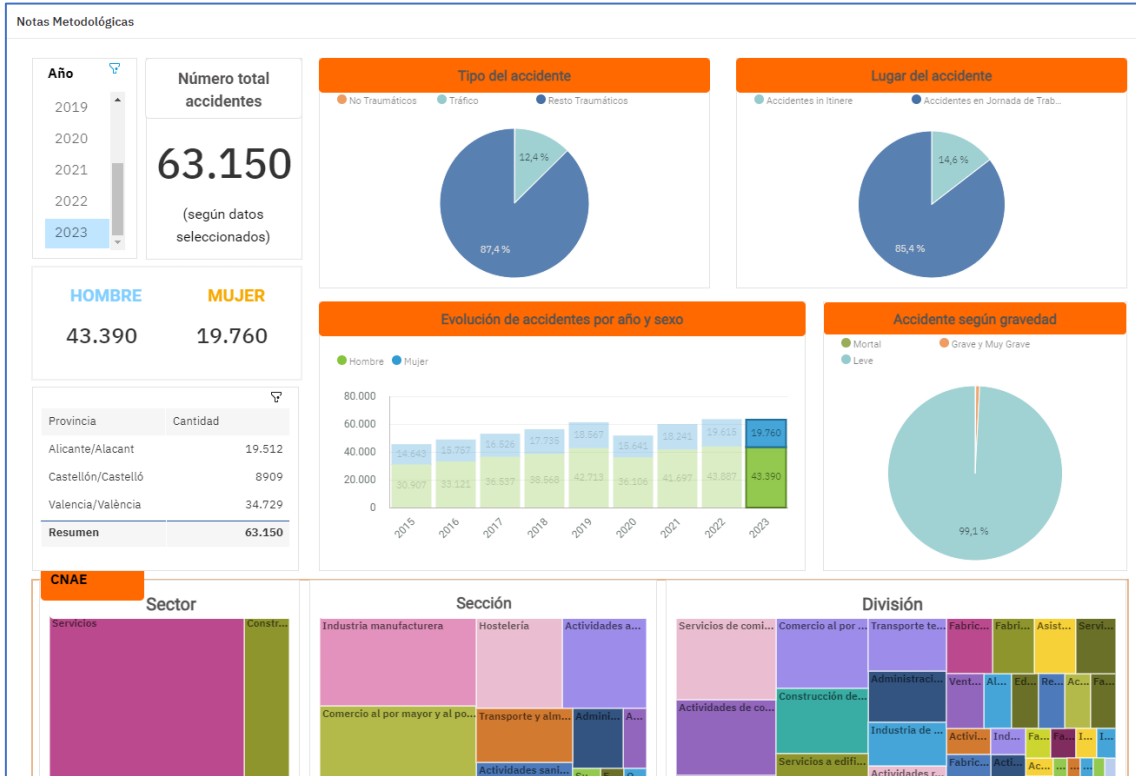 Notas Metodológicas
Año
2019
2020
2021
2022
2023
Número total
accidentes
63.150
(según datos
seleccionados)
HOMBRE
MUJER
43.390
19.760
Provincia Cantidad
Alicante/Alacant 19.512
Castellón/Castelló 8909
Valencia/València 34.729
Resumen 63.150
Tipo del accidente
No Traumáticos Tráfico Resto Traumáticos
12,4 %
87,4 %
Lugar del accidente
Accidentes in Itinere Accidentes en Jornada de Trab...
14,6 %
85,4 %
Evolución de accidentes por año y sexo
Hombre Mujer
80.000
60.000
40.000
20.000
0
14.643 15.757 16.526 17.735 18.567 15.641 18.241 19.615 19.760
30.907 33.121 36.537 38.568 42.713 36.106 41.697 43.887 43.390
2015 2016 2017 2018 2019 2020 2021 2022 2023
Accidente según gravedad
Mortal Grave y Muy Grave
Leve
99,1 %
CNAE
Sector
Servicios Constr...
Sección
Industria manufacturera Hostelería Actividades a...
Comercio al por mayor y al po... Transporte y alm... Admini... A...
Actividades sani...
División
Servicios de comi... Comercio al por ... Transporte te... Fabric... Fabri... Asist... Servi...
Administraci... Vent... Al... Ed... Re... Ac... Fa...
Actividades de co... Construcción de...
Industria de ... Activi... Ind... Fa... Fa... I... I...
Servicios a edifi... Fabric... Acti... Ac...
Actividades r...